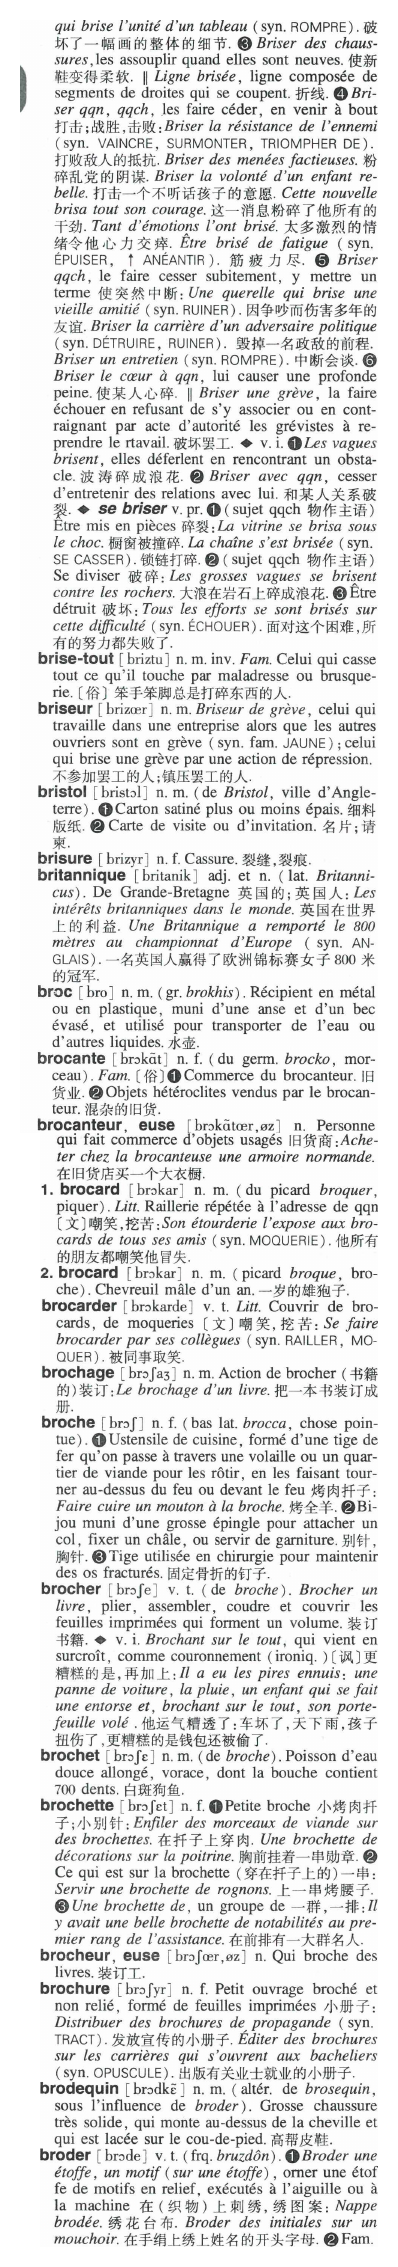 qui brise l'unité d'un tableau (syn. ROMPRE). 破
坏了一幅画的整体的细节. ❸ Briser des chaus-
sures, les assouplir quand elles sont neuves. 使新
鞋变得柔软. ‖ Ligne brisée, ligne composée de
segments de droites qui se coupent. 折线. ❹ Bri-
ser qqn, qqch, les faire céder, en venir à bout
打击;战胜,击败:Briser la résistance de l'ennemi
(syn. VAINCRE, SURMONTER, TRIOMPHER DE).
打败敌人的抵抗. Briser des menées factieuses. 粉
碎乱党的阴谋. Briser la volonté d'un enfant re-
belle. 打击一个不听话孩子的意愿. Cette nouvelle
brisa tout son courage. 这一消息粉碎了他所有的
干劲. Tant d'émotions l'ont brisé. 太多激烈的情
绪令他心力交瘁. Être brisé de fatigue (syn.
ÉPUISER, ↑ ANÉANTIR). 筋疲力尽. ❺ Briser
qqch, le faire cesser subitement, y mettre un
terme 使突然中断: Une querelle qui brise une
vieille amitié (syn. RUINER). 因争吵而伤害多年的
友谊. Briser la carrière d'un adversaire politique
(syn. DÉTRUIRE, RUINER). 毁掉一名政敌的前程.
Briser un entretien (syn. ROMPRE). 中断会谈. ❻
Briser le cœur à qqn, lui causer une profonde
peine. 使某人心碎. ‖ Briser une grève, la faire
échouer en refusant de s'y associer ou en cont-
raignant par acte d'autorité les grévistes à re-
prendre le rtavail. 破坏罢工. ◆ v. i. ❶ Les vagues
brisent, elles déferlent en rencontrant un obsta-
cle. 波涛碎成浪花. ❷ Briser avec qqn, cesser
d'entretenir des relations avec lui. 和某人关系破
裂. ◆ se briser v. pr. ❶ (sujet qqch 物作主语)
Être mis en pièces 碎裂: La vitrine se brisa sous
le choc. 橱窗被撞碎. La chaîne s'est brisée (syn.
SE CASSER). 锁链打碎. ❷ (sujet qqch 物作主语)
Se diviser 破碎: Les grosses vagues se brisent
contre les rochers. 大浪在岩石上碎成浪花. ❸ Être
détruit 破坏: Tous les efforts se sont brisés sur
cette difficulté (syn. ÉCHOUER). 面对这个困难,所
有的努力都失败了.
brise-tout [briztu] n. m. inv. Fam. Celui qui casse
tout ce qu'il touche par maladresse ou brusque-
rie. 〔俗〕笨手笨脚总是打碎东西的人.
briseur [brizœr] n. m. Briseur de grève, celui qui
travaille dans une entreprise alors que les autres
ouvriers sont en grève (syn. fam. JAUNE); celui
qui brise une grève par une action de répression.
不参加罢工的人;镇压罢工的人.
bristol [bristɔl] n. m. (de Bristol, ville d'Angle-
terre). ❶ Carton satiné plus ou moins épais. 细料
版纸. ❷ Carte de visite ou d'invitation. 名片;请
柬.
brisure [brizyr] n. f. Cassure. 裂缝,裂痕.
britannique [britanik] adj. et n. (lat. Britanni-
cus). De Grande-Bretagne 英国的;英国人: Les
intérêts britanniques dans le monde. 英国在世界
上的利益. Une Britannique a remporté le 800
mètres au championnat d'Europe (syn. AN-
GLAIS). 一名英国人赢得了欧洲锦标赛女子 800 米
的冠军.
broc [bro] n. m. (gr. brokhis). Récipient en métal
ou en plastique, muni d'une anse et d'un bec
évasé, et utilisé pour transporter de l'eau ou
d'autres liquides. 水壶.
brocante [brɔkɑ̃t] n. f. (du germ. brocko, mor-
ceau). Fam. 〔俗〕❶ Commerce du brocanteur. 旧
货业. ❷ Objets hétéroclites vendus par le brocan-
teur. 混杂的旧货.
brocanteur, euse [brɔkɑ̃tœr,øz] n. Personne
qui fait commerce d'objets usagés 旧货商: Ache-
ter chez la brocanteuse une armoire normande.
在旧货店买一个大衣橱.
1. brocard [brɔkar] n. m. (du picard broquer,
piquer). Litt. Raillerie répétée à l'adresse de qqn
〔文〕嘲笑,挖苦: Son étourderie l'expose aux bro-
cards de tous ses amis (syn. MOQUERIE). 他所有
的朋友都嘲笑他冒失.
2. brocard [brɔkar] n. m. (picard broque, bro-
che). Chevreuil mâle d'un an. 一岁的雄狍子.
brocarder [brɔkarde] v. t. Litt. Couvrir de bro-
cards, de moqueries 〔文〕嘲笑,挖苦: Se faire
brocarder par ses collègues (syn. RAILLER, MO-
QUER). 被同事取笑.
brochage [brɔʃaʒ] n. m. Action de brocher (书籍
的)装订: Le brochage d'un livre. 把一本书装订成
册.
broche [brɔʃ] n. f. (bas lat. brocca, chose poin-
tue). ❶ Ustensile de cuisine, formé d'une tige de
fer qu'on passe à travers une volaille ou un quar-
tier de viande pour les rôtir, en les faisant tour-
ner au-dessus du feu ou devant le feu 烤肉扦子:
Faire cuire un mouton à la broche. 烤全羊. ❷ Bi-
jou muni d'une grosse épingle pour attacher un
col, fixer un châle, ou servir de garniture. 别针,
胸针. ❸ Tige utilisée en chirurgie pour maintenir
des os fracturés. 固定骨折的钉子.
brocher [brɔʃe] v. t. (de broche). Brocher un
livre, plier, assembler, coudre et couvrir les
feuilles imprimées qui forment un volume. 装订
书籍. ◆ v. i. Brochant sur le tout, qui vient en
surcroît, comme couronnement (ironiq. )〔讽〕更
糟糕的是,再加上: Il a eu les pires ennuis: une
panne de voiture, la pluie, un enfant qui se fait
une entorse et, brochant sur le tout, son porte-
feuille volé . 他运气糟透了:车坏了,天下雨,孩子
扭伤了,更糟糕的是钱包还被偷了.
brochet [brɔʃɛ] n. m. (de broche). Poisson d'eau
douce allongé, vorace, dont la bouche contient
700 dents. 白斑狗鱼.
brochette [brɔʃɛt] n. f. ❶ Petite broche 小烤肉扦
子;小别针: Enfiler des morceaux de viande sur
des brochettes. 在扦子上穿肉. Une brochette de
décorations sur la poitrine. 胸前挂着一串勋章. ❷
Ce qui est sur la brochette (穿在扦子上的)一串:
Servir une brochette de rognons. 上一串烤腰子.
❸ Une brochette de, un groupe de 一群,一排: Il
y avait une belle brochette de notabilités au pre-
mier rang de l'assistance. 在前排有一大群名人.
brocheur, euse [brɔʃœr,øz] n. Qui broche des
livres. 装订工.
brochure [brɔʃyr] n. f. Petit ouvrage broché et
non relié, formé de feuilles imprimées 小册子:
Distribuer des brochures de propagande (syn.
TRACT). 发放宣传的小册子. Éditer des brochures
sur les carrières qui s'ouvrent aux bacheliers
(syn. OPUSCULE). 出版有关业士就业的小册子.
brodequin [brɔdkɛ̃] n. m. (altér. de brosequin,
sous l'influence de broder). Grosse chaussure
très solide, qui monte au-dessus de la cheville et
qui est lacée sur le cou-de-pied. 高帮皮鞋.
broder [brɔde] v. t. (frq. bruzdôn). ❶ Broder une
étoffe, un motif (sur une étoffe), orner une étof
fe de motifs en relief, exécutés à l'aiguille ou à
la machine 在(织物)上刺绣,绣图案: Nappe
brodée. 绣花台布. Broder des initiales sur un
mouchoir. 在手绢上绣上姓名的开头字母. ❷ Fam.